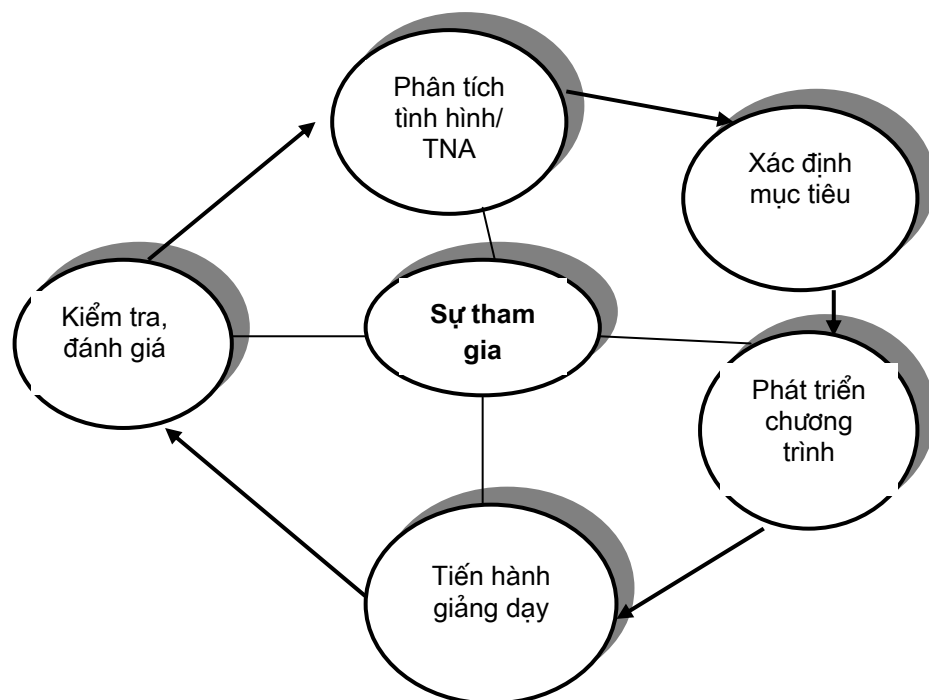 Phân tích
tình hình/
TNA
Xác định
mục tiêu
Sự tham
gia
Kiểm tra,
đánh giá
Phát triển
chương
trình
Tiến hành
giảng dạy